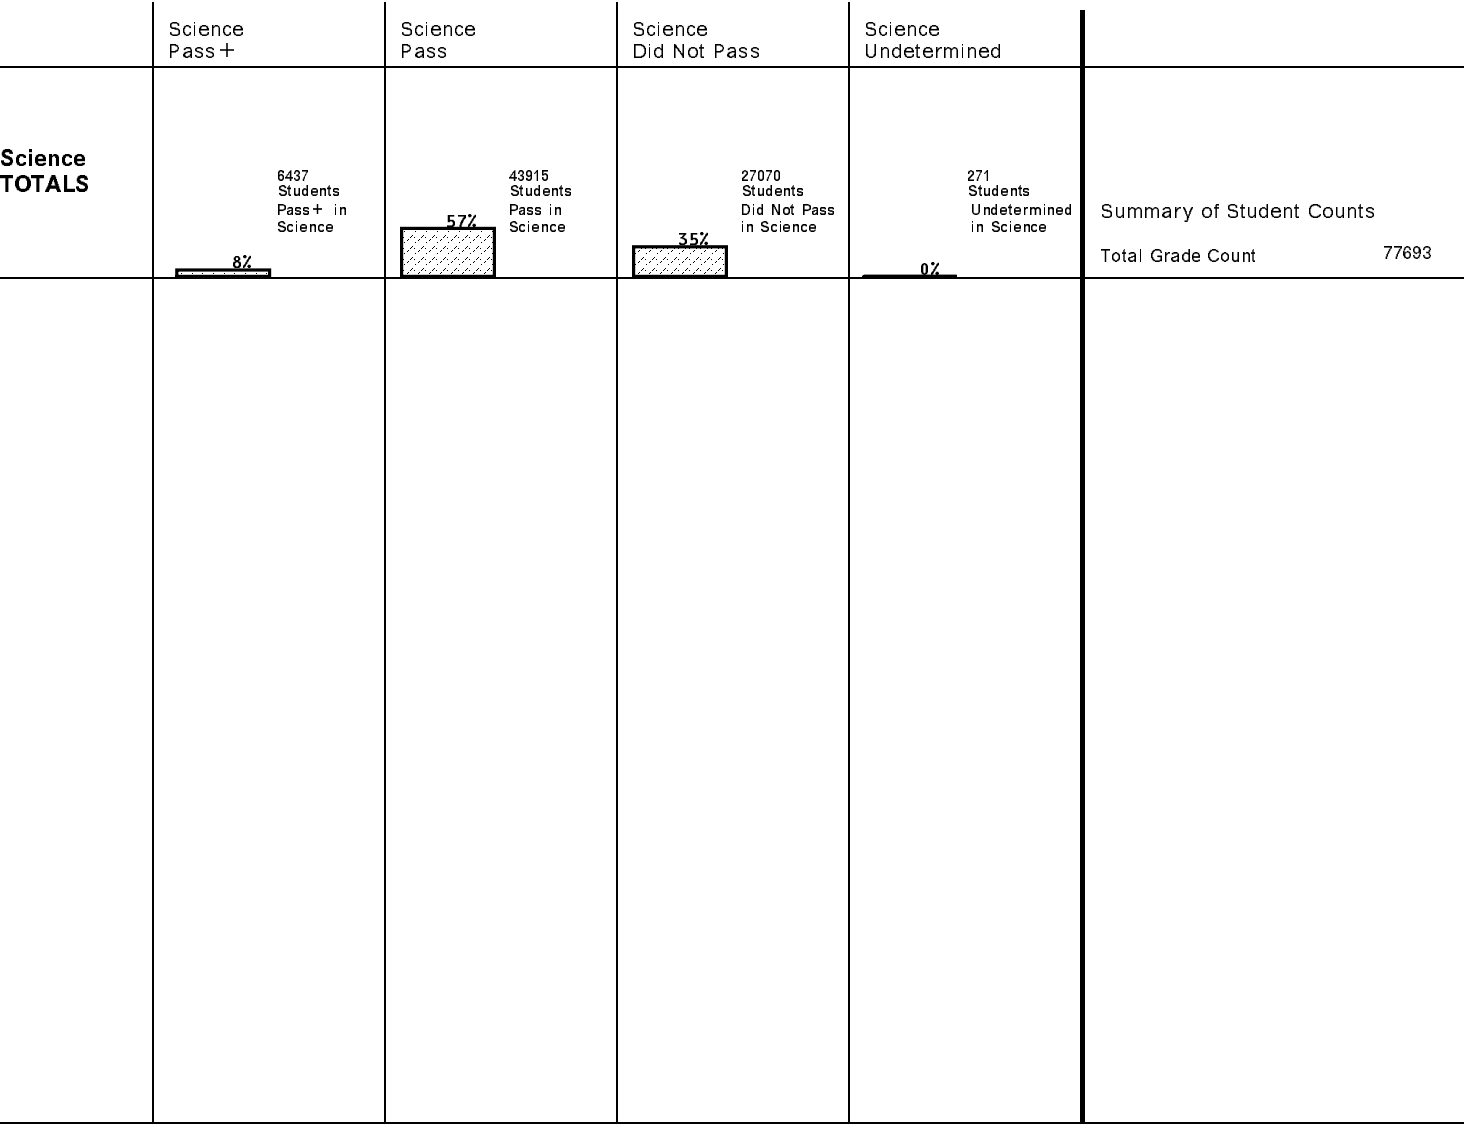 Science
Pass+
Science
Pass
Science
Did Not Pass
Science
Undetermined
Science
TOTALS
8%
6437
Students
Pass+ in
Science
57%
43915
Students
Pass in
Science
35%
27070
Students
Did Not Pass
in Science
0%
271
Students
Undetermined
in Science
Summary of Student Counts
Total Grade Count 77693